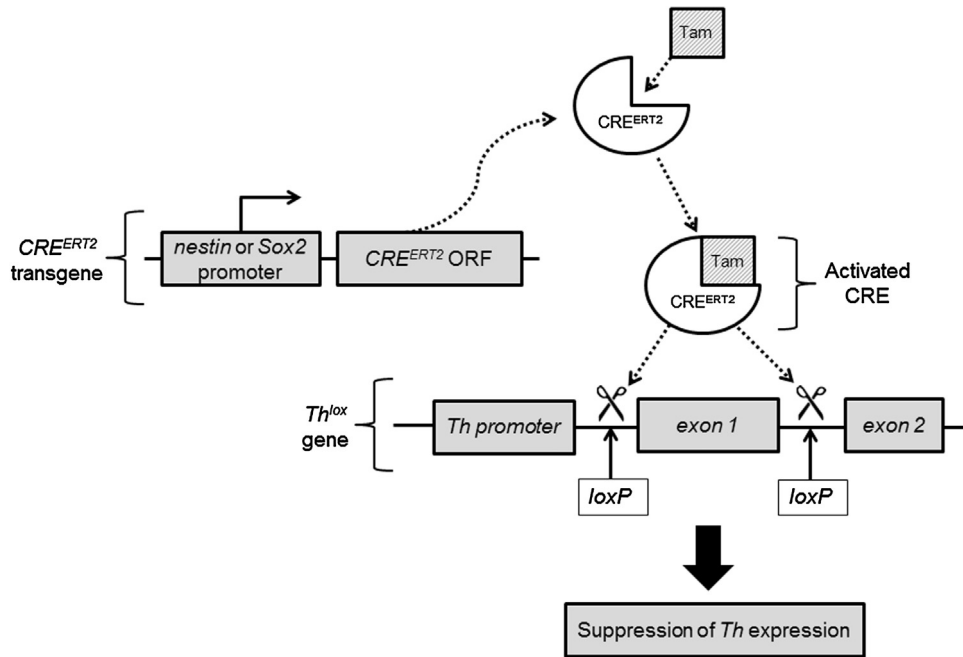 Tam
CRE^ERT2
CRE^ERT2
transgene
nestin or Sox2
promoter
CRE^ERT2 ORF
Tam
CRE^ERT2
Activated
CRE
Th^lox
gene
Th promoter
exon 1
exon 2
loxP
loxP
Suppression of Th expression